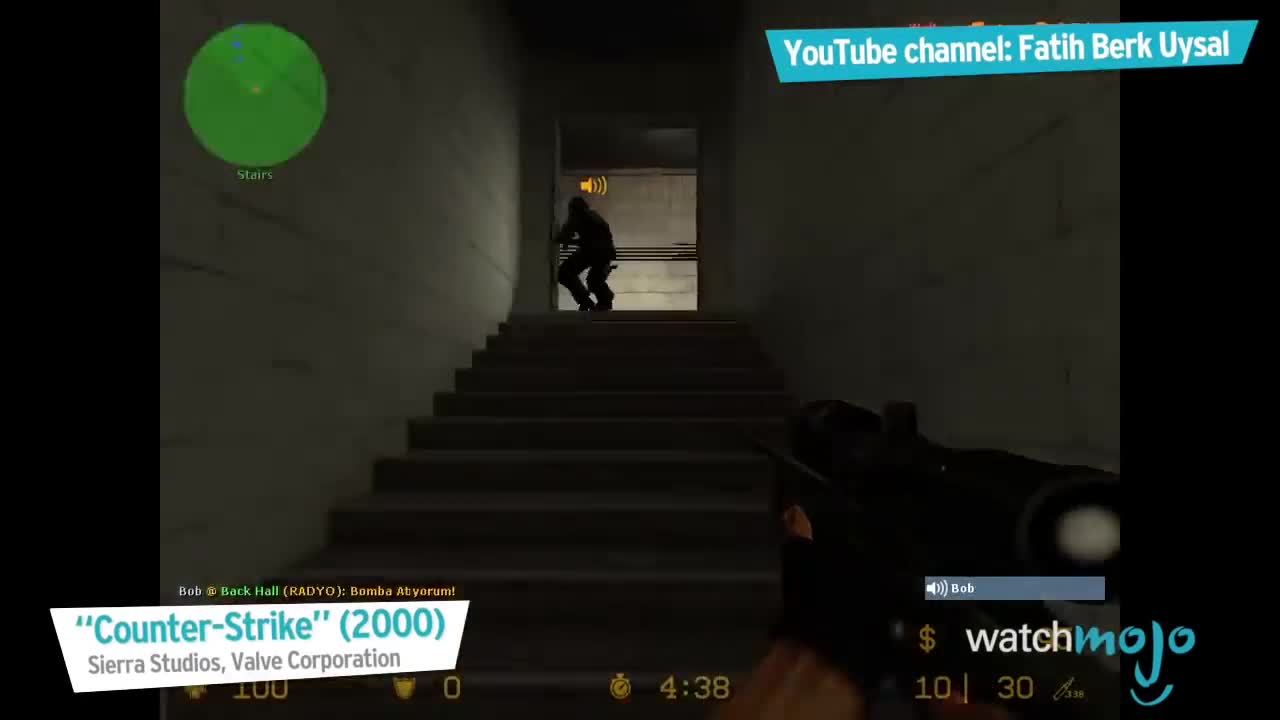 YouTube channel: Fatih Berk Uysal
Stairs
Bob @ Back Hall (RADYO): Bomba Atıyorum!
Bob
"Counter-Strike" (2000)
Sierra Studios, Valve Corporation
$
watchmojo
100
0
4:38
10| 30
.338